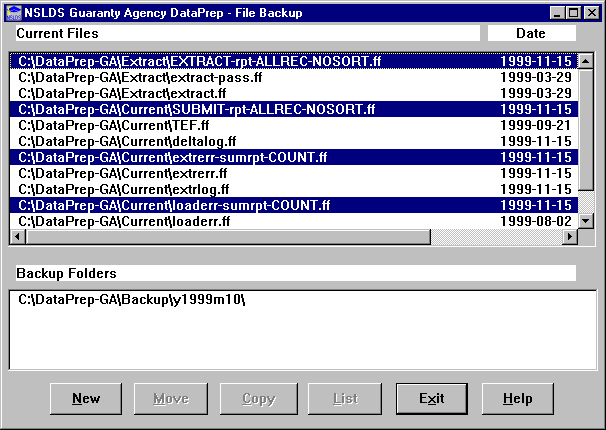 NSLDS Guaranty Agency DataPrep - File Backup
Current Files Date
C:\DataPrep-GA\Extract\EXTRACT-rpt-ALLREC-NOSORT.ff 1999-11-15
C:\DataPrep-GA\Extract\extract-pass.ff 1999-03-29
C:\DataPrep-GA\Extract\extract.ff 1999-03-29
C:\DataPrep-GA\Current\SUBMIT-rpt-ALLREC-NOSORT.ff 1999-11-15
C:\DataPrep-GA\Current\TEF.ff 1999-09-21
C:\DataPrep-GA\Current\deltalog.ff 1999-11-15
C:\DataPrep-GA\Current\extrerr-sumrpt-COUNT.ff 1999-11-15
C:\DataPrep-GA\Current\extrerr.ff 1999-11-15
C:\DataPrep-GA\Current\extrlog.ff 1999-11-15
C:\DataPrep-GA\Current\loaderr-sumrpt-COUNT.ff 1999-11-15
C:\DataPrep-GA\Current\loaderr.ff 1999-08-02
Backup Folders
C:\DataPrep-GA\Backup\y1999m10\
New Move Copy List Exit Help